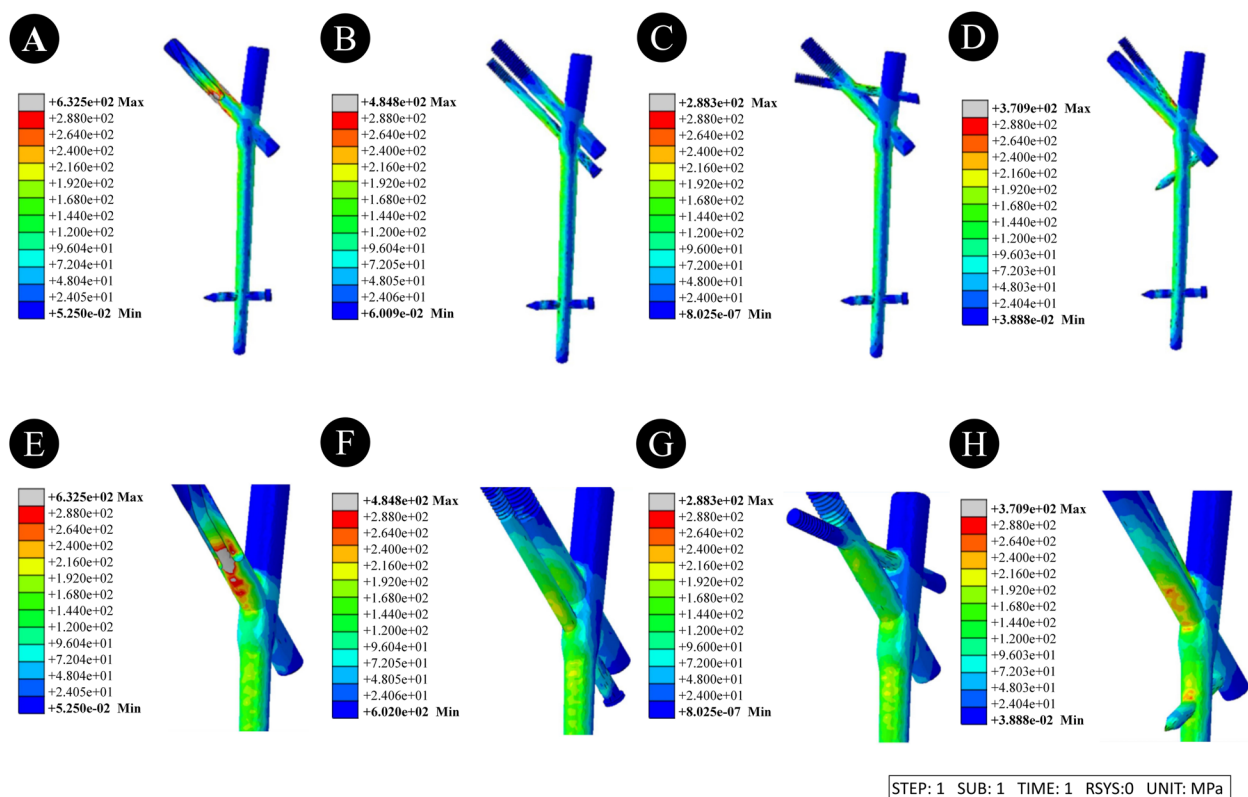 A
+6.325e+02 Max
+2.880e+02
+2.640e+02
+2.400e+02
+2.160e+02
+1.920e+02
+1.680e+02
+1.440e+02
+1.200e+02
+9.604e+01
+7.204e+01
+4.804e+01
+2.405e+01
+5.250e-02 Min
B
+4.848e+02 Max
+2.880e+02
+2.640e+02
+2.400e+02
+2.160e+02
+1.920e+02
+1.680e+02
+1.440e+02
+1.200e+02
+9.604e+01
+7.205e+01
+4.805e+01
+2.406e+01
+6.009e-02 Min
C
+2.883e+02 Max
+2.880e+02
+2.640e+02
+2.400e+02
+2.160e+02
+1.920e+02
+1.680e+02
+1.440e+02
+1.200e+02
+9.600e+01
+7.200e+01
+4.800e+01
+2.400e+01
+8.025e-07 Min
D
+3.709e+02 Max
+2.880e+02
+2.640e+02
+2.400e+02
+2.160e+02
+1.920e+02
+1.680e+02
+1.440e+02
+1.200e+02
+9.603e+01
+7.203e+01
+4.803e+01
+2.404e+01
+3.888e-02 Min
E
+6.325e+02 Max
+2.880e+02
+2.640e+02
+2.400e+02
+2.160e+02
+1.920e+02
+1.680e+02
+1.440e+02
+1.200e+02
+9.604e+01
+7.204e+01
+4.804e+01
+2.405e+01
+5.250e-02 Min
F
+4.848e+02 Max
+2.880e+02
+2.640e+02
+2.400e+02
+2.160e+02
+1.920e+02
+1.680e+02
+1.440e+02
+1.200e+02
+9.604e+01
+7.205e+01
+4.805e+01
+2.406e+01
+6.020e+02 Min
G
+2.883e+02 Max
+2.880e+02
+2.640e+02
+2.400e+02
+2.160e+02
+1.920e+02
+1.680e+02
+1.440e+02
+1.200e+02
+9.600e+01
+7.200e+01
+4.800e+01
+2.400e+01
+8.025e-07 Min
H
+3.709e+02 Max
+2.880e+02
+2.640e+02
+2.400e+02
+2.160e+02
+1.920e+02
+1.680e+02
+1.440e+02
+1.200e+02
+9.603e+01
+7.203e+01
+4.803e+01
+2.404e+01
+3.888e-02 Min
STEP: 1 SUB: 1 TIME: 1 RSYS:0 UNIT: MPa